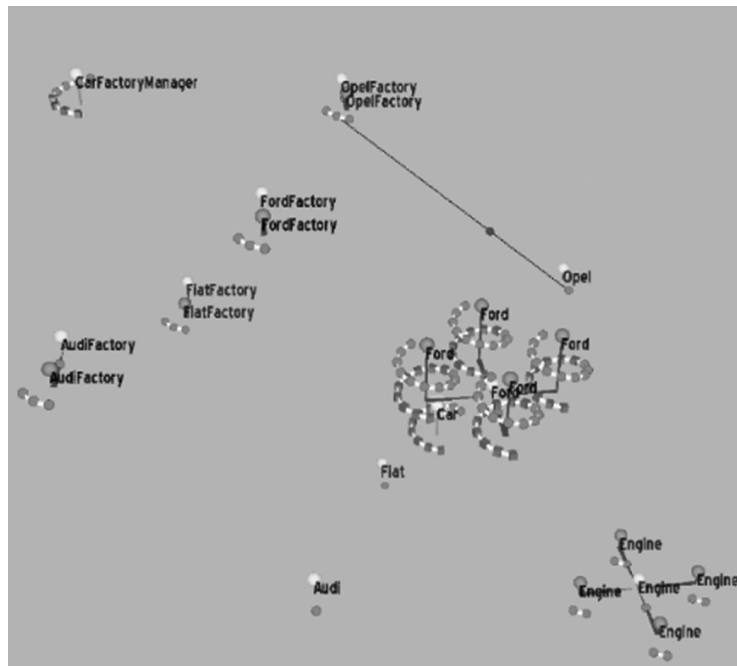 CarFactoryManager
OpelFactory
OpelFactory
FordFactory
FordFactory
Opel
FiatFactory
FiatFactory
Ford
AudiFactory
Ford
Ford
AudiFactory
Ford
Ford
Car
Fiat
Engine
Engine
Audi
Engine
Engine
Engine